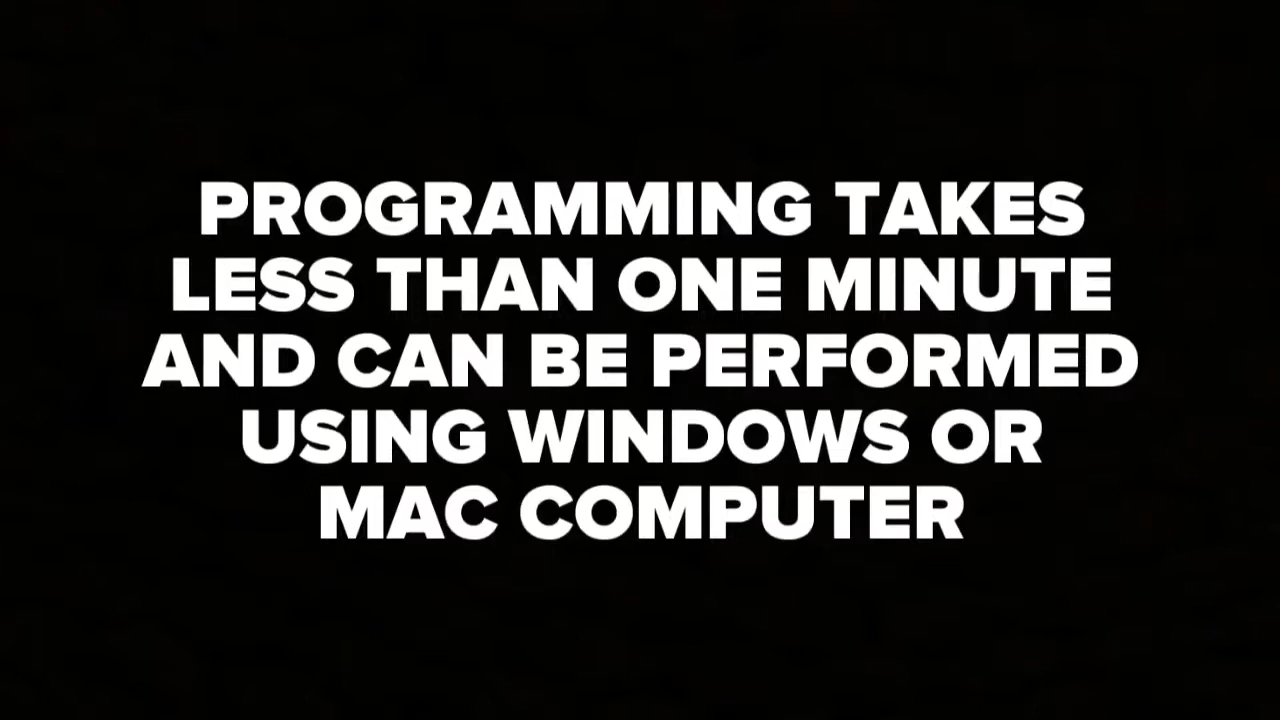 PROGRAMMING TAKES
LESS THAN ONE MINUTE
AND CAN BE PERFORMED
USING WINDOWS OR
MAC COMPUTER